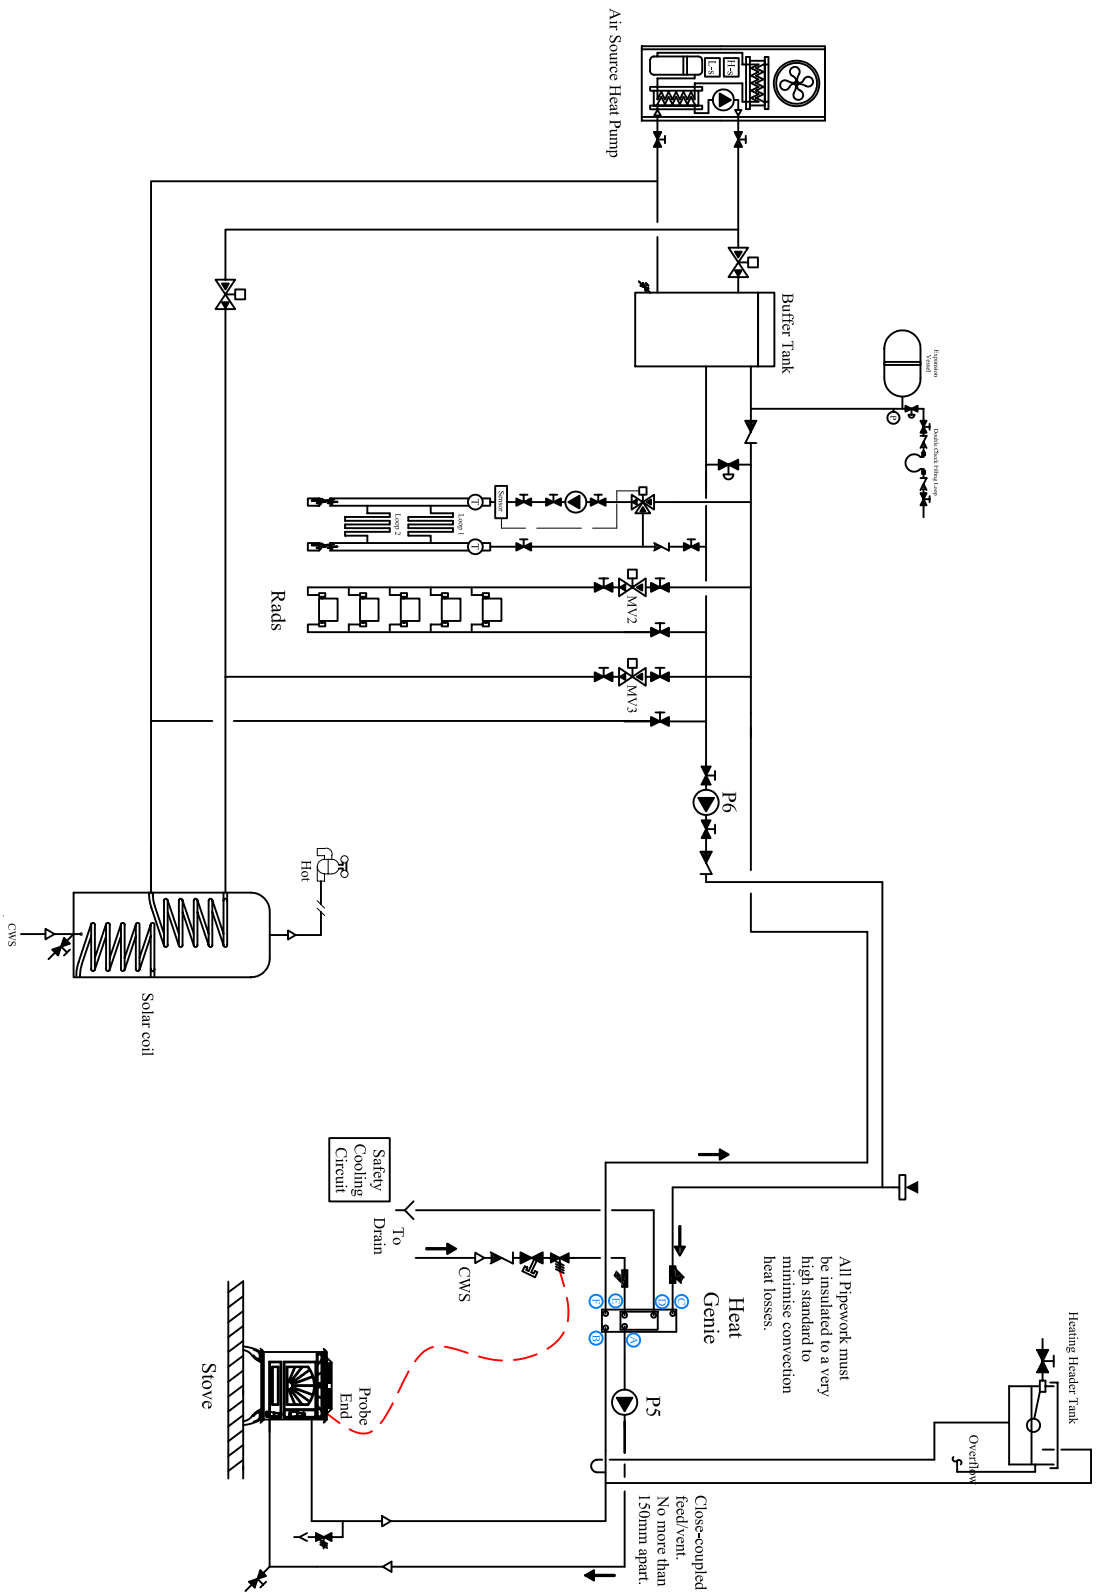 Air Source Heat Pump
H-s
L-s
Buffer Tank
Expansion
Vessel
P
Double Check Filling Loop
Sensor
T
T
Loop 1
Loop 2
MV2
Rads
MV3
P6
Hot
CWS
Solar coil
Safety
Cooling
Circuit
To
Drain
CWS
Heat
Genie
A
B
C
D
E
F
All Pipework must
be insulated to a very
high standard to
minimise convection
heat losses.
Heating Header Tank
Overflow
P5
Probe
End
Stove
Close-coupled
feed/vent.
No more than
150mm apart.